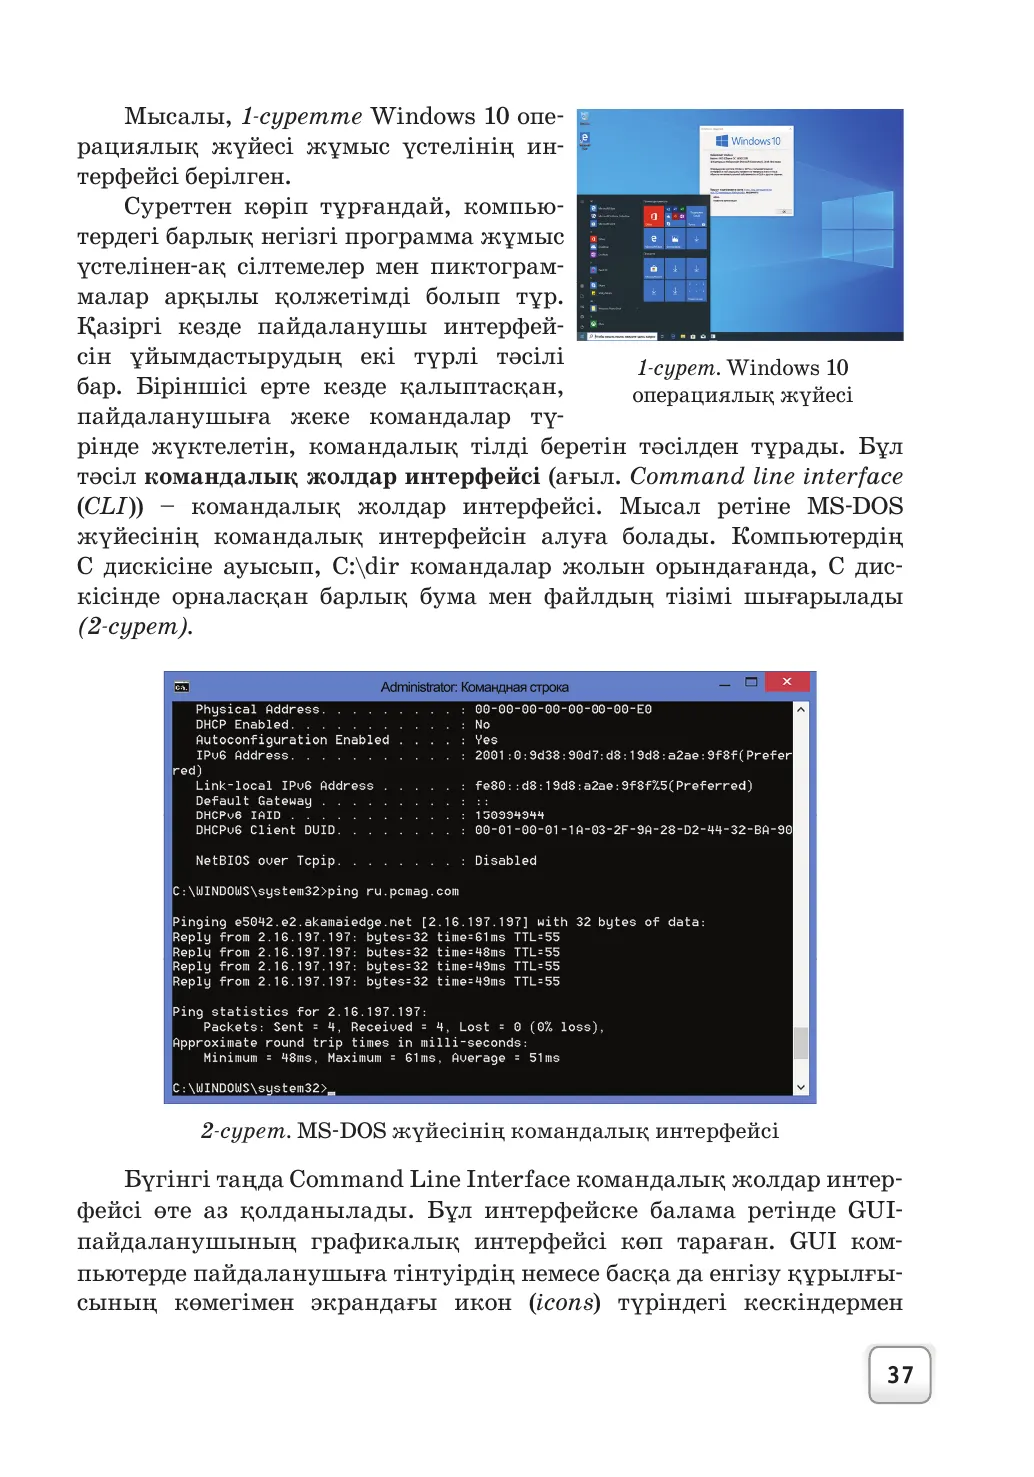 Мысалы, 1-суретте Windows 10 опе-
рациялық жүйесі жұмыс үстелінің ин-
терфейсі берілген.
Суреттен көріп тұрғандай, компью-
тердегі барлық негізгі программа жұмыс
үстелінен-ақ сілтемелер мен пиктограм-
малар арқылы қолжетімді болып тұр.
Қазіргі кезде пайдаланушы интерфей-
сін ұйымдастырудың екі түрлі тәсілі
бар. Біріншісі ерте кезде қалыптасқан,
пайдаланушыға жеке командалар тү-
Windows 10
1-сурет. Windows 10
операциялық жүйесі
рінде жүктелетін, командалық тілді беретін тәсілден тұрады. Бұл
тәсіл командалық жолдар интерфейсі (ағыл. Command line interface
(CLI)) – командалық жолдар интерфейсі. Мысал ретіне MS-DOS
жүйесінің командалық интерфейсін алуға болады. Компьютердің
С дискісіне ауысып, C:\dir командалар жолын орындағанда, С дис-
кісінде орналасқан барлық бума мен файлдың тізімі шығарылады
(2-сурет).
Administrator: Командная строка
Physical Address. . . . . . . . . : 00-00-00-00-00-00-00-E0
DHCP Enabled. . . . . . . . . . . : No
Autoconfiguration Enabled . . . . : Yes
IPv6 Address. . . . . . . . . . . : 2001:0:9d38:90d7:d8:19d8:a2ae:9f8f(Prefer
red)
Link-local IPv6 Address . . . . . : fe80::d8:19d8:a2ae:9f8f%5(Preferred)
Default Gateway . . . . . . . . . : ::
DHCPv6 IAID . . . . . . . . . . . : 150994944
DHCPv6 Client DUID. . . . . . . . : 00-01-00-01-1A-03-2F-9A-28-D2-44-32-BA-90
NetBIOS over Tcpip. . . . . . . . : Disabled
C:\WINDOWS\system32>ping ru.pcmag.com
Pinging e5042.e2.akamaiedge.net [2.16.197.197] with 32 bytes of data:
Reply from 2.16.197.197: bytes=32 time=61ms TTL=55
Reply from 2.16.197.197: bytes=32 time=48ms TTL=55
Reply from 2.16.197.197: bytes=32 time=49ms TTL=55
Reply from 2.16.197.197: bytes=32 time=49ms TTL=55
Ping statistics for 2.16.197.197:
Packets: Sent = 4, Received = 4, Lost = 0 (0% loss),
Approximate round trip times in milli-seconds:
Minimum = 48ms, Maximum = 61ms, Average = 51ms
C:\WINDOWS\system32>_
2-сурет. MS-DOS жүйесінің командалық интерфейсі
Бүгінгі таңда Command Line Interface командалық жолдар интер-
фейсі өте аз қолданылады. Бұл интерфейске балама ретінде GUI-
пайдаланушының графикалық интерфейсі көп тараған. GUI ком-
пьютерде пайдаланушыға тінтуірдің немесе басқа да енгізу құрылғы-
сының көмегімен экрандағы икон (icons) түріндегі кескіндермен
37